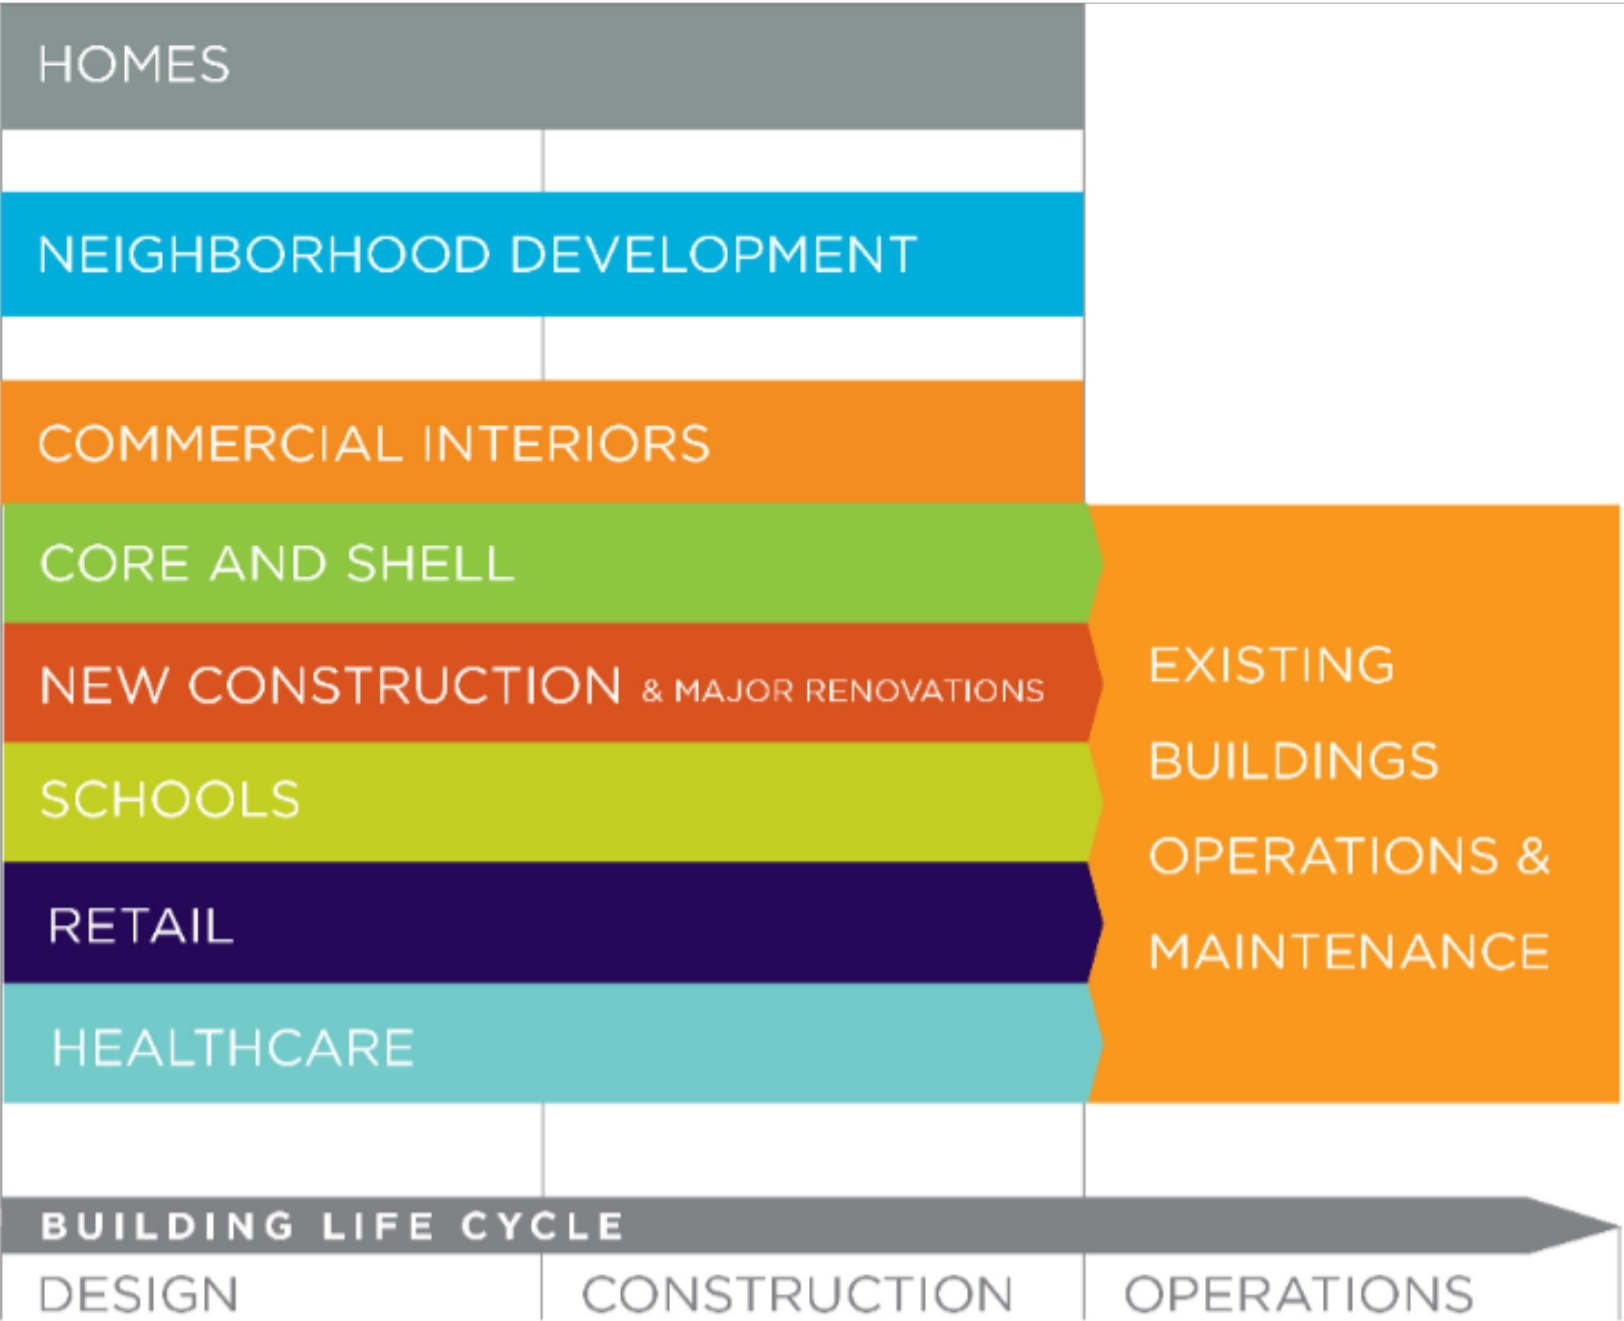 HOMES
NEIGHBORHOOD DEVELOPMENT
COMMERCIAL INTERIORS
CORE AND SHELL
NEW CONSTRUCTION & MAJOR RENOVATIONS
SCHOOLS
RETAIL
HEALTHCARE
EXISTING
BUILDINGS
OPERATIONS &
MAINTENANCE
BUILDING LIFE CYCLE
DESIGN
CONSTRUCTION
OPERATIONS